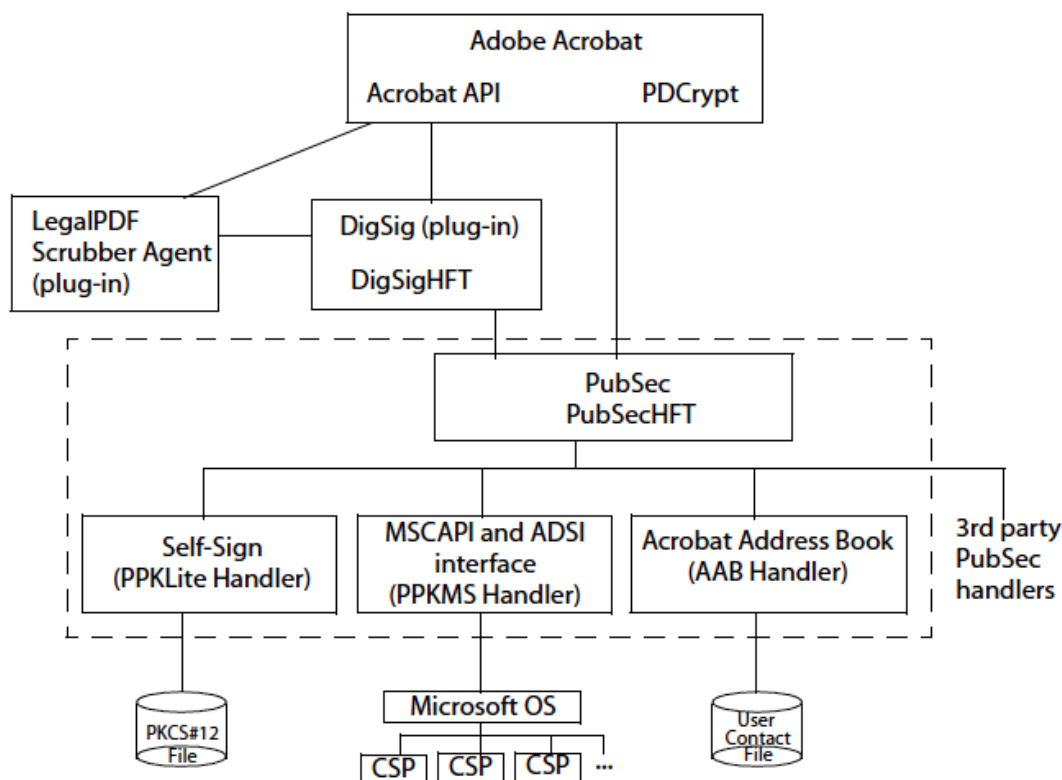 Adobe Acrobat
Acrobat API
PDCrypt
LegalPDF
Scrubber Agent
(plug-in)
DigSig (plug-in)
DigSigHFT
PubSec
PubSecHFT
Self-Sign
(PPKLite Handler)
MSCAPI and ADSI
interface
(PPKMS Handler)
Acrobat Address Book
(AAB Handler)
3rd party
PubSec
handlers
PKCS#12
File
Microsoft OS
CSP
CSP
CSP
...
User
Contact
File